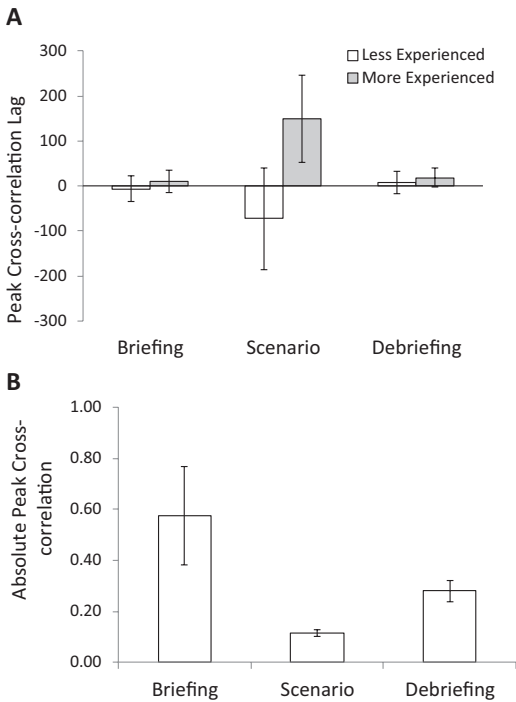 A
Peak Cross-correlation Lag
300
200
100
0
-100
-200
-300
Less Experienced
More Experienced
Briefing Scenario Debriefing
B
Absolute Peak Cross-
correlation
1.00
0.80
0.60
0.40
0.20
0.00
Briefing Scenario Debriefing